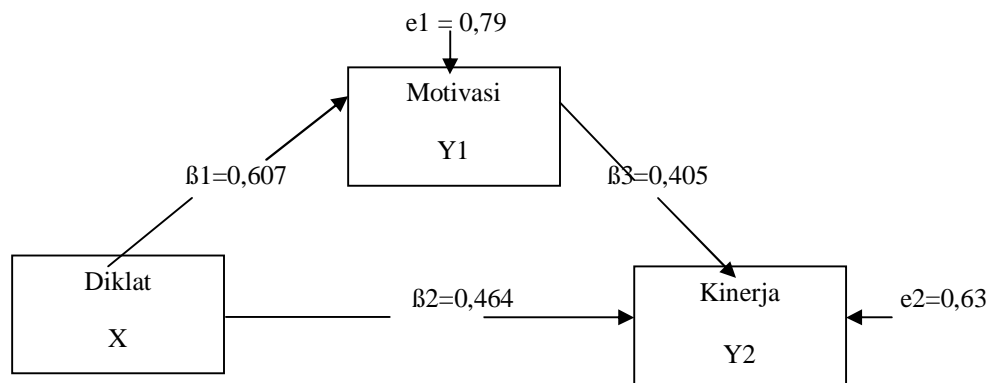 e1 = 0,79
Motivasi
Y1
ß1=0,607
ß3=0,405
Diklat
X
ß2=0,464
Kinerja
Y2
e2=0,63